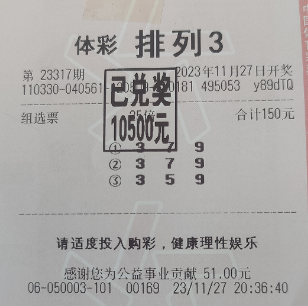 体彩 排列3
第 23317期 2023年11月27日开奖
110330-040561- 0181 495053 y89dTQ
已兑奖
10500元
组选票 25倍 合计150元
① 3 7 9
② 3 7 9
③ 3 5 9
请适度投入购彩，健康理性娱乐
感谢您为公益事业贡献 51.00元
06-050003-101 00169 23/11/27 20:36:40